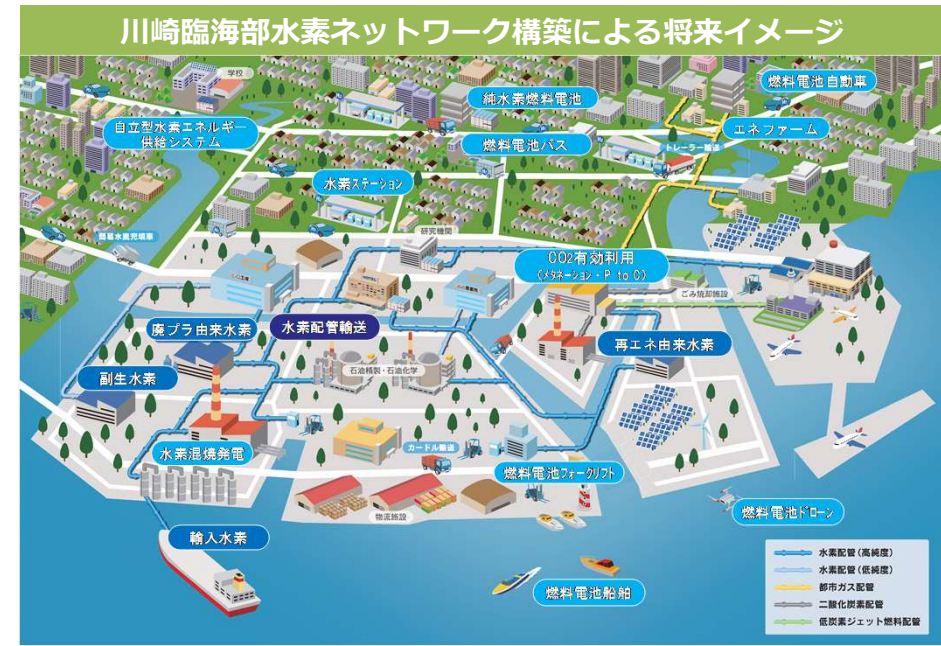 川崎臨海部水素ネットワーク構築による将来イメージ
学校
燃料電池自動車
純水素燃料電池
自立型水素エネルギー
供給システム
エネファーム
燃料電池バス
トレーラー輸送
水素ステーション
簡易水素充填車
研究機関
CO2有効利用
(メタネーション・P to C)
ごみ焼却施設
廃プラ由来水素
水素配管輸送
再エネ由来水素
石油精製・石油化学
副生水素
水素混焼発電
カードル輸送
燃料電池フォークリフト
物流施設
燃料電池ドローン
輸入水素
燃料電池船舶
水素配管(高純度)
水素配管(低純度)
都市ガス配管
二酸化炭素配管
低炭素ジェット燃料配管